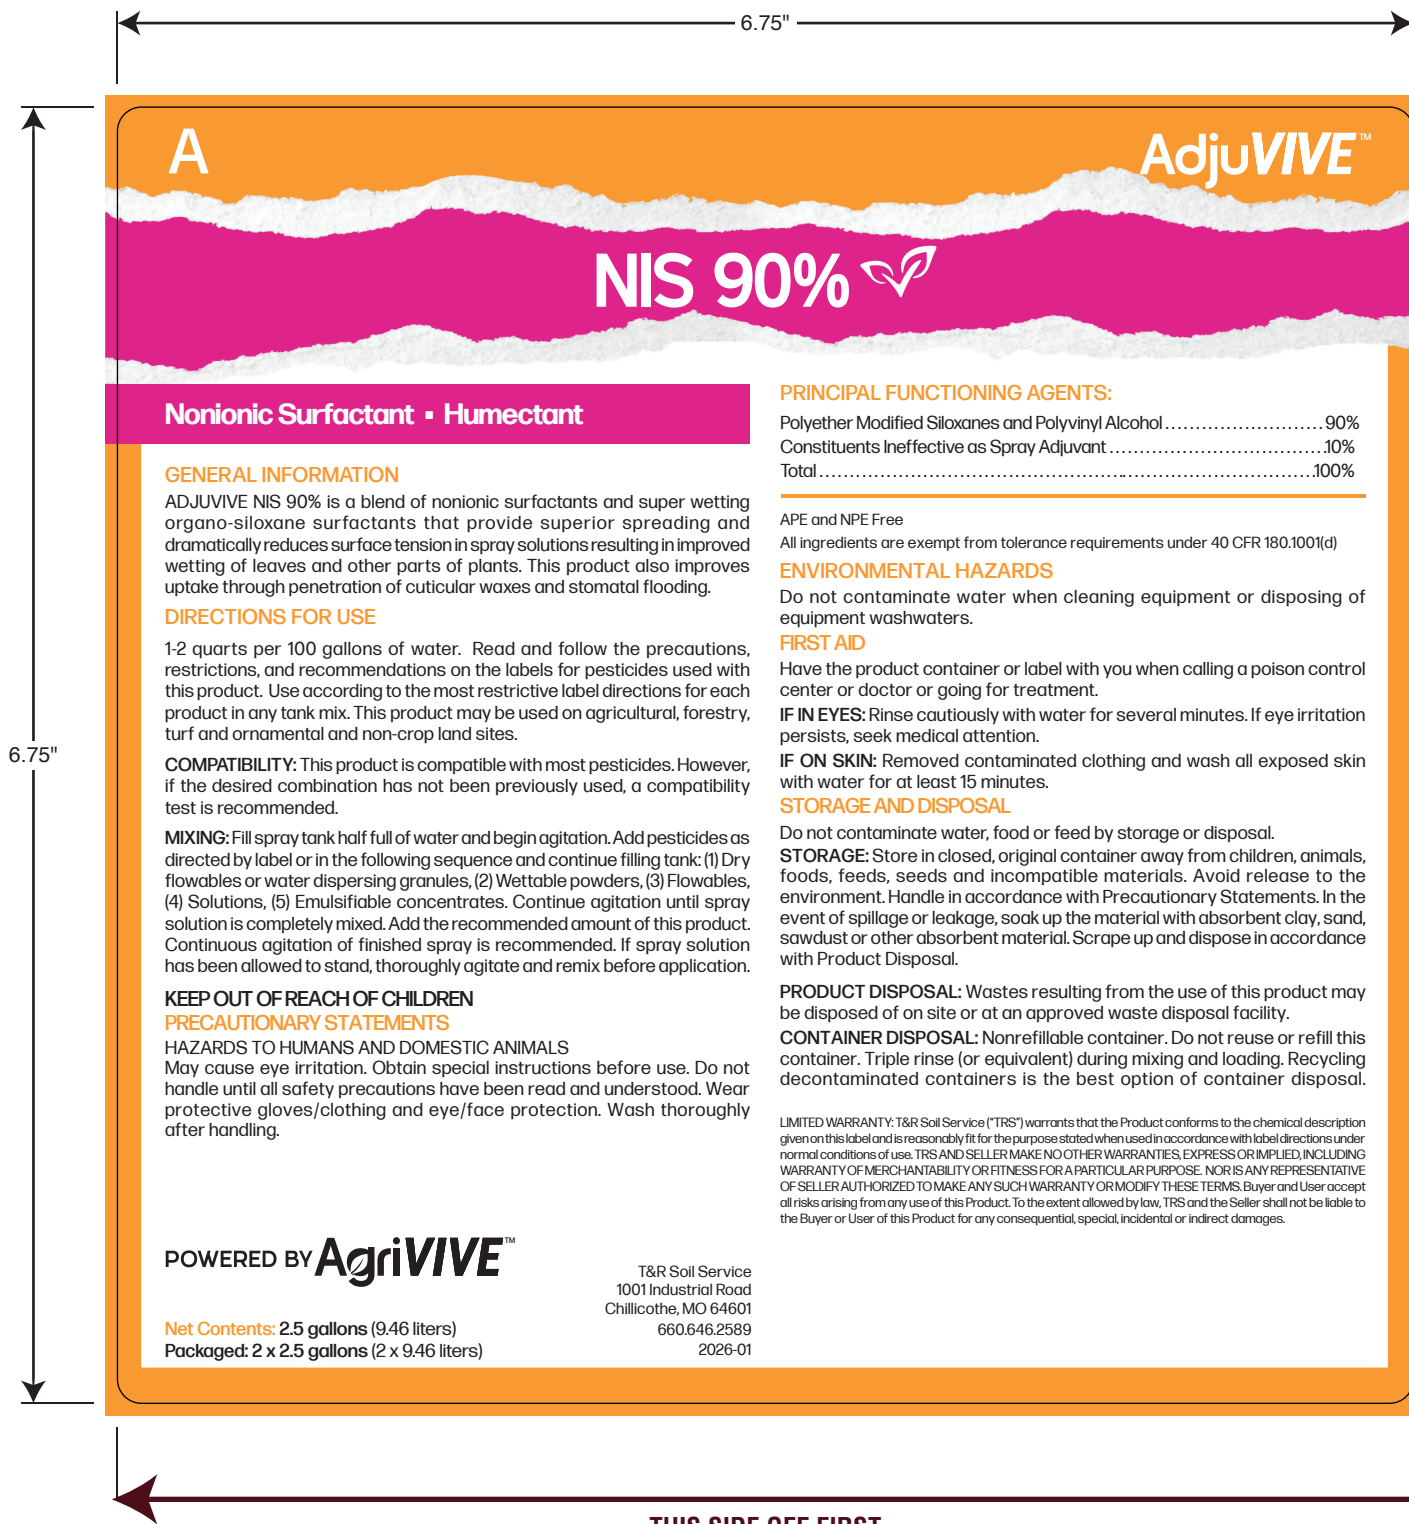 6.75"
A
AdjuVIVE™
NIS 90%
Nonionic Surfactant ▪ Humectant
GENERAL INFORMATION
ADJUVIVE NIS 90% is a blend of nonionic surfactants and super wetting
organo-siloxane surfactants that provide superior spreading and
dramatically reduces surface tension in spray solutions resulting in improved
wetting of leaves and other parts of plants. This product also improves
uptake through penetration of cuticular waxes and stomatal flooding.
DIRECTIONS FOR USE
1-2 quarts per 100 gallons of water. Read and follow the precautions,
restrictions, and recommendations on the labels for pesticides used with
this product. Use according to the most restrictive label directions for each
product in any tank mix. This product may be used on agricultural, forestry,
turf and ornamental and non-crop land sites.
6.75"
COMPATIBILITY: This product is compatible with most pesticides. However,
if the desired combination has not been previously used, a compatibility
test is recommended.
MIXING: Fill spray tank half full of water and begin agitation. Add pesticides as
directed by label or in the following sequence and continue filling tank: (1) Dry
flowables or water dispersing granules, (2) Wettable powders, (3) Flowables,
(4) Solutions, (5) Emulsifiable concentrates. Continue agitation until spray
solution is completely mixed. Add the recommended amount of this product.
Continuous agitation of finished spray is recommended. If spray solution
has been allowed to stand, thoroughly agitate and remix before application.
KEEP OUT OF REACH OF CHILDREN
PRECAUTIONARY STATEMENTS
HAZARDS TO HUMANS AND DOMESTIC ANIMALS
May cause eye irritation. Obtain special instructions before use. Do not
handle until all safety precautions have been read and understood. Wear
protective gloves/clothing and eye/face protection. Wash thoroughly
after handling.
POWERED BY AgriVIVE™
Net Contents: 2.5 gallons (9.46 liters)
Packaged: 2 x 2.5 gallons (2 x 9.46 liters)
T&R Soil Service
1001 Industrial Road
Chillicothe, MO 64601
660.646.2589
2026-01
PRINCIPAL FUNCTIONING AGENTS:
Polyether Modified Siloxanes and Polyvinyl Alcohol.......................... 90%
Constituents Ineffective as Spray Adjuvant....................................10%
Total..................................................................................100%
APE and NPE Free
All ingredients are exempt from tolerance requirements under 40 CFR 180.1001(d)
ENVIRONMENTAL HAZARDS
Do not contaminate water when cleaning equipment or disposing of
equipment washwaters.
FIRST AID
Have the product container or label with you when calling a poison control
center or doctor or going for treatment.
IF IN EYES: Rinse cautiously with water for several minutes. If eye irritation
persists, seek medical attention.
IF ON SKIN: Removed contaminated clothing and wash all exposed skin
with water for at least 15 minutes.
STORAGE AND DISPOSAL
Do not contaminate water, food or feed by storage or disposal.
STORAGE: Store in closed, original container away from children, animals,
foods, feeds, seeds and incompatible materials. Avoid release to the
environment. Handle in accordance with Precautionary Statements. In the
event of spillage or leakage, soak up the material with absorbent clay, sand,
sawdust or other absorbent material. Scrape up and dispose in accordance
with Product Disposal.
PRODUCT DISPOSAL: Wastes resulting from the use of this product may
be disposed of on site or at an approved waste disposal facility.
CONTAINER DISPOSAL: Nonrefillable container. Do not reuse or refill this
container. Triple rinse (or equivalent) during mixing and loading. Recycling
decontaminated containers is the best option of container disposal.
LIMITED WARRANTY: T&R Soil Service ("TRS") warrants that the Product conforms to the chemical description
given on this label and is reasonably fit for the purpose stated when used in accordance with label directions under
normal conditions of use. TRS AND SELLER MAKE NO OTHER WARRANTIES, EXPRESS OR IMPLIED, INCLUDING
WARRANTY OF MERCHANTABILITY OR FITNESS FOR A PARTICULAR PURPOSE. NOR IS ANY REPRESENTATIVE
OF SELLER AUTHORIZED TO MAKE ANY SUCH WARRANTY OR MODIFY THESE TERMS. Buyer and User accept
all risks arising from any use of this Product. To the extent allowed by law, TRS and the Seller shall not be liable to
the Buyer or User of this Product for any consequential, special, incidental or indirect damages.
THIS SIDE OFF FIRST